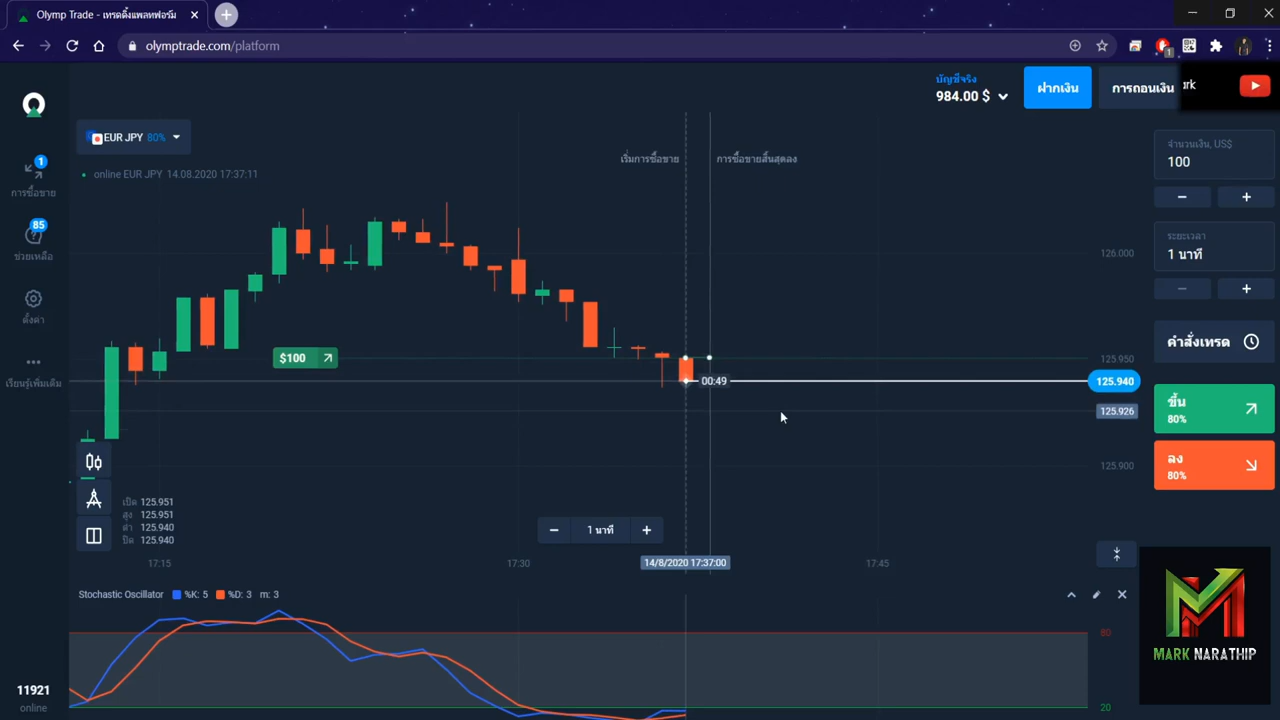 Olymp Trade - เทรดดิ้งแพลทฟอร์ม
olymptrade.com/platform
1
บัญชีจริง
984.00 $
ฝากเงิน
การถอนเงิน
ark
EUR JPY 80%
จำนวนเงิน, US$
100
เริ่มการซื้อขาย
การซื้อขายสิ้นสุดลง
online EUR JPY 14.08.2020 17:37:11
1
การซื้อขาย
85
ช่วยเหลือ
ระยะเวลา
1 นาที
126.000
ตั้งค่า
คำสั่งเทรด
$100
125.950
เรียนรู้เพิ่มเติม
00:49
125.940
125.926
ขึ้น
80%
125.900
ลง
80%
เปิด 125.951
สูง 125.951
ต่ำ 125.940
ปิด 125.940
1 นาที
17:15
17:30
14/8/2020 17:37:00
17:45
Stochastic Oscillator %K: 5 %D: 3 m: 3
80
20
MARK NARATHIP
11921
online